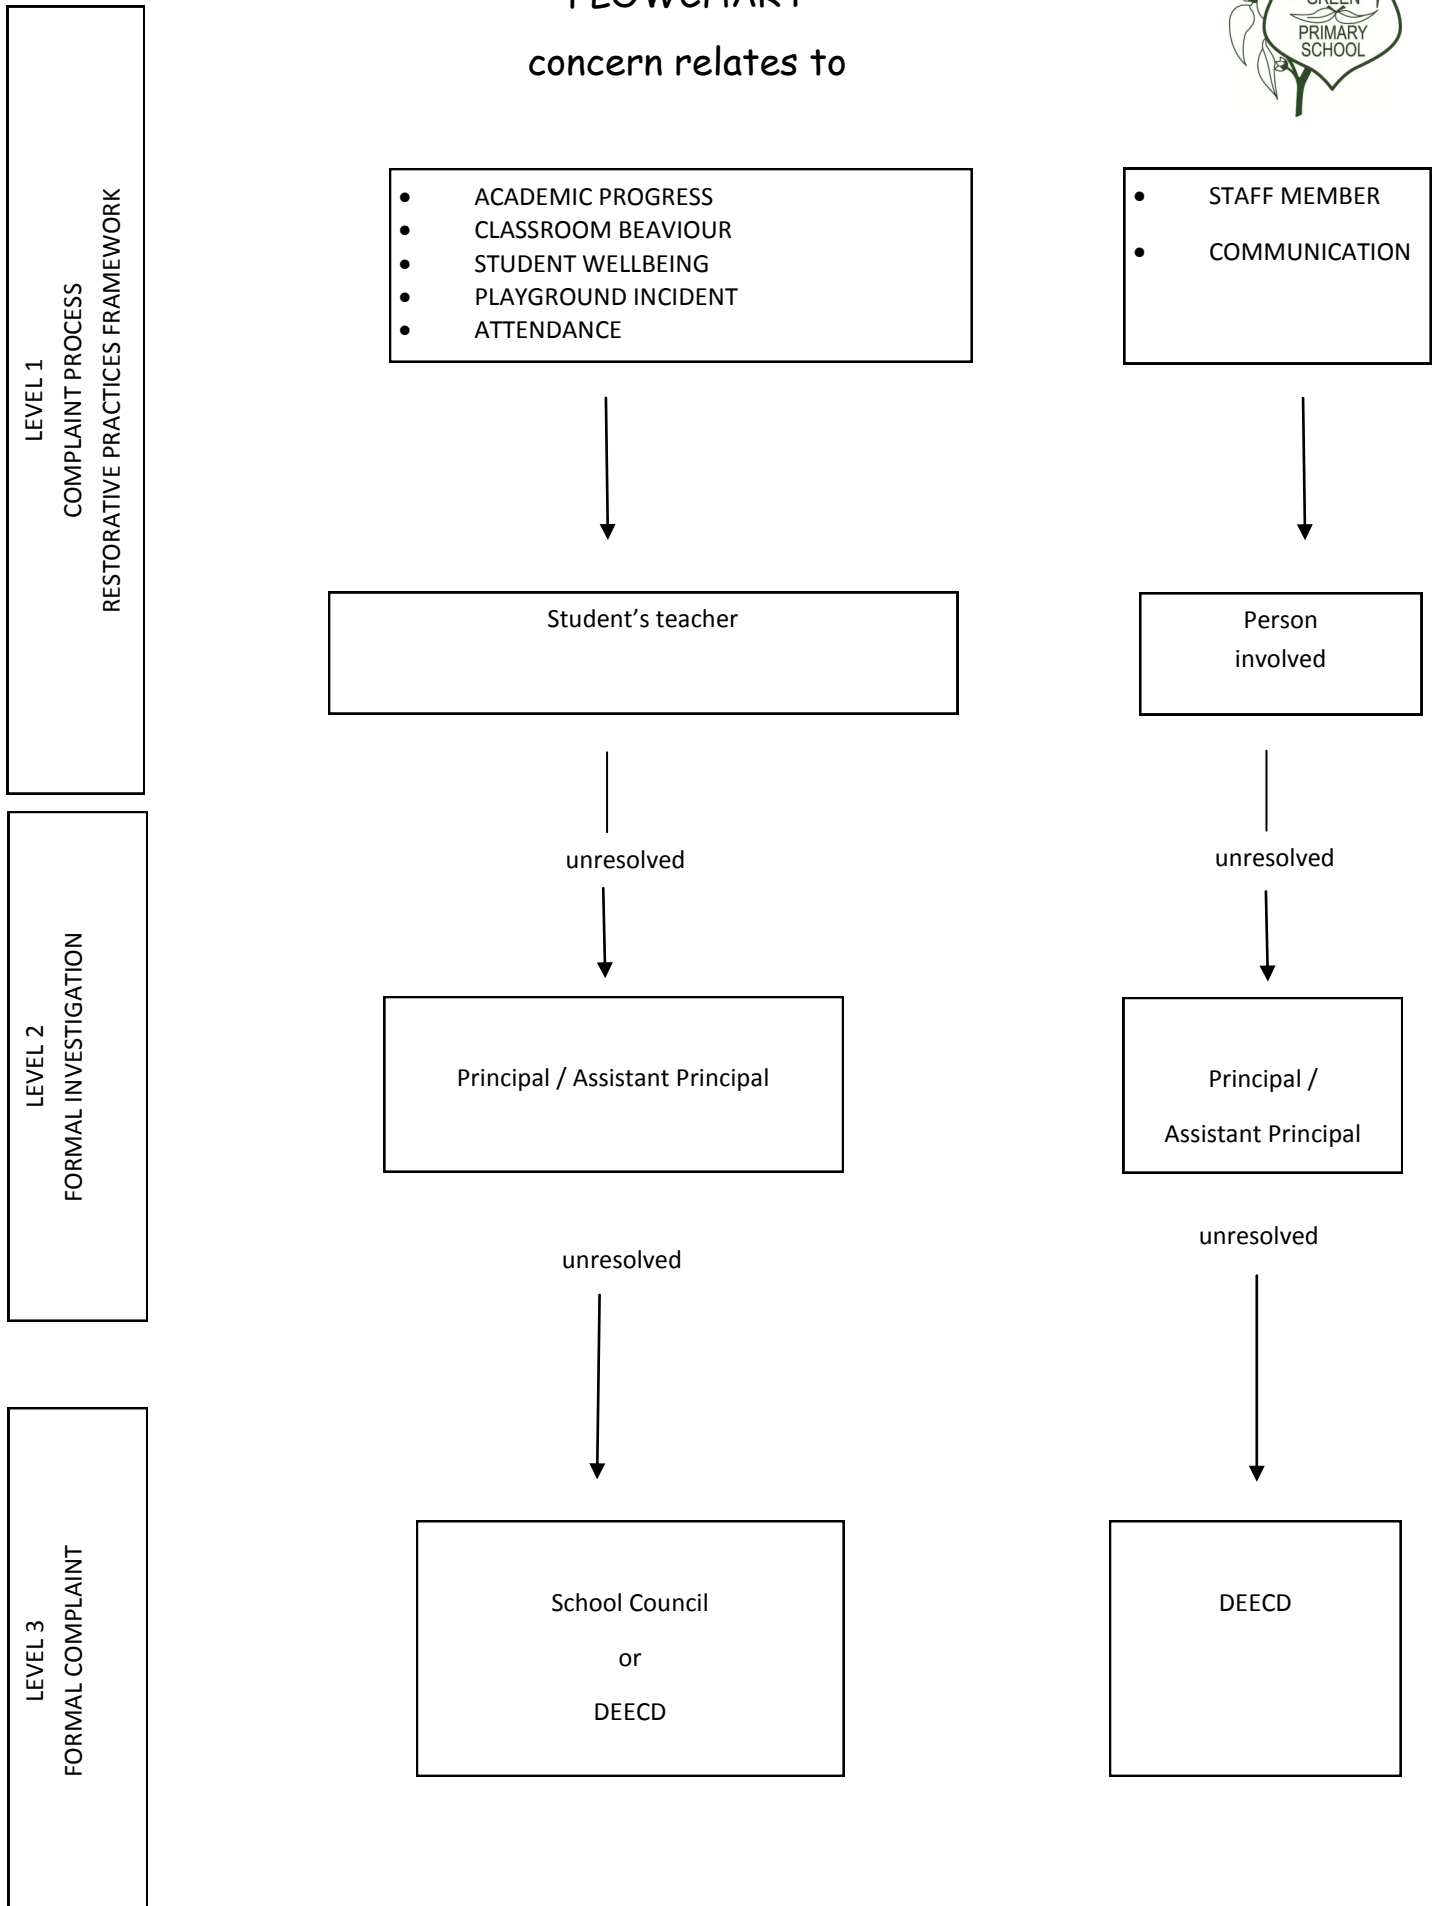 FLOWCHART
concern relates to
GREEN
PRIMARY
SCHOOL
LEVEL 1
COMPLAINT PROCESS
RESTORATIVE PRACTICES FRAMEWORK
• ACADEMIC PROGRESS
• CLASSROOM BEAVIOUR
• STUDENT WELLBEING
• PLAYGROUND INCIDENT
• ATTENDANCE
• STAFF MEMBER
• COMMUNICATION
Student’s teacher
Person
involved
unresolved
unresolved
LEVEL 2
FORMAL INVESTIGATION
Principal / Assistant Principal
Principal /
Assistant Principal
unresolved
unresolved
LEVEL 3
FORMAL COMPLAINT
School Council
or
DEECD
DEECD